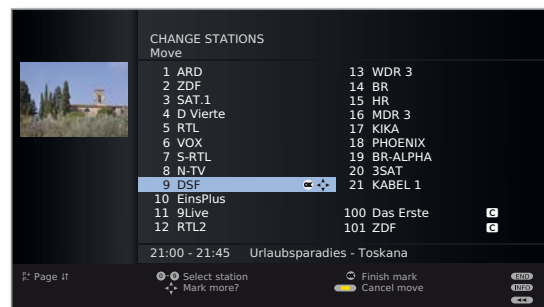 CHANGE STATIONS
Move
1 ARD
2 ZDF
3 SAT.1
4 D Vierte
5 RTL
6 VOX
7 S-RTL
8 N-TV
9 DSF OK
10 EinsPlus
11 9Live
12 RTL2
13 WDR 3
14 BR
15 HR
16 MDR 3
17 KIKA
18 PHOENIX
19 BR-ALPHA
20 3SAT
21 KABEL 1
100 Das Erste C
101 ZDF C
21:00 - 21:45 Urlaubsparadies - Toskana
P+ P- Page
0-9 Select station
Mark more?
OK Finish mark
Cancel move
END
INFO